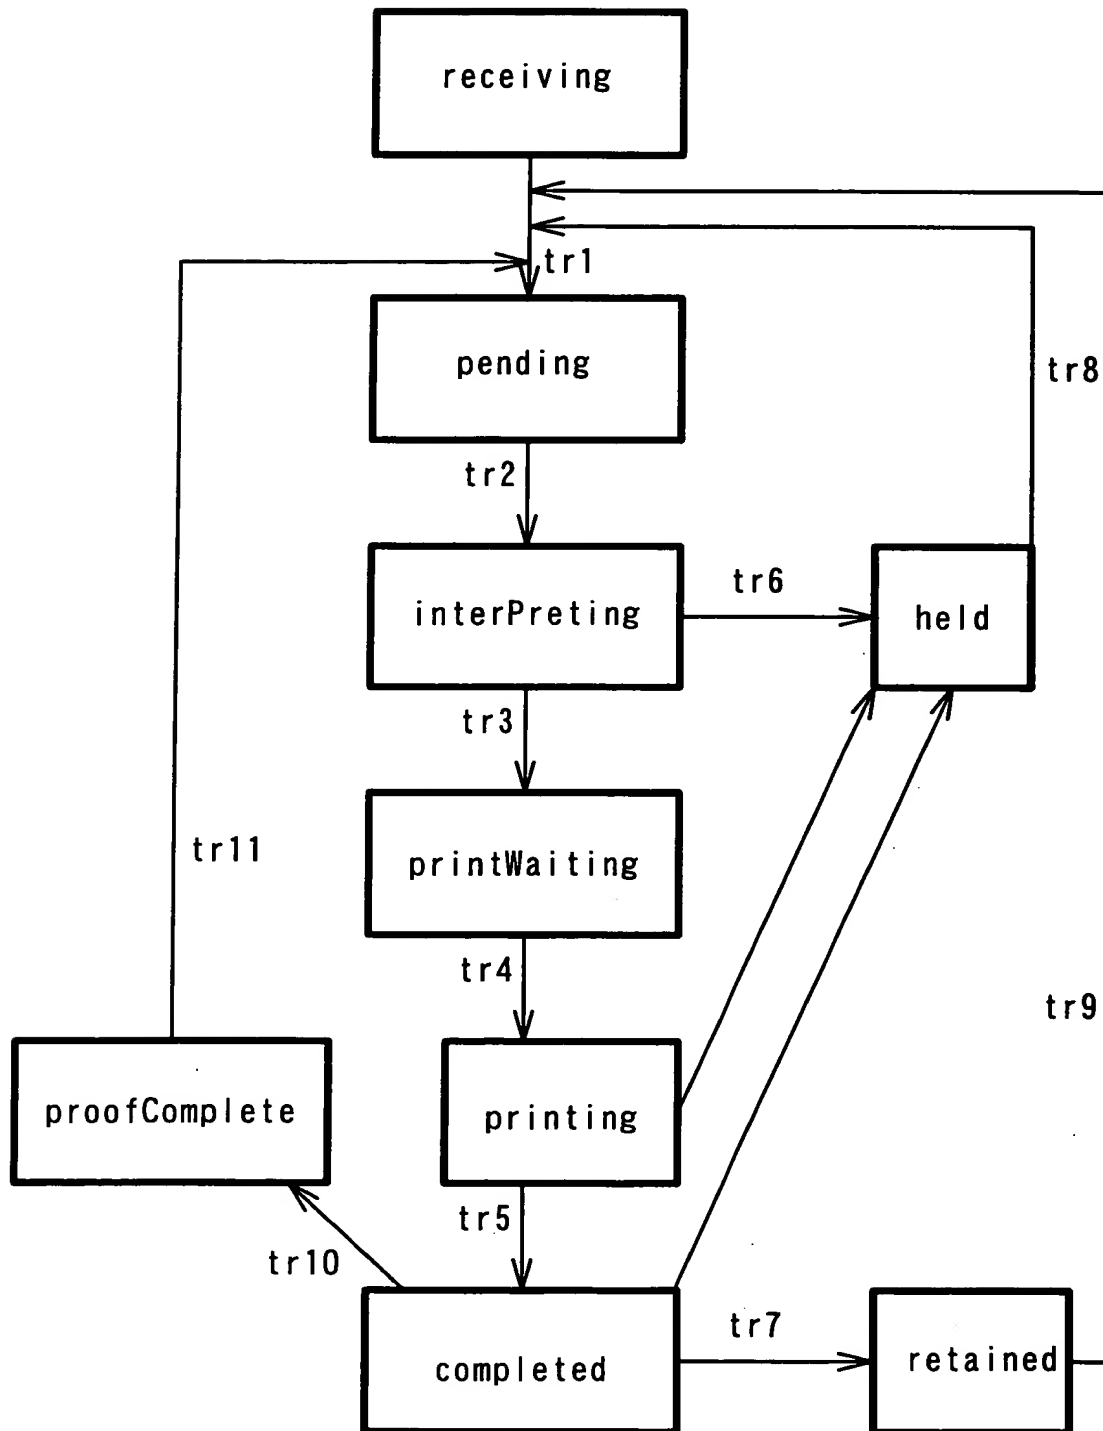 receiving
tr1
pending
tr8
tr2
interPreting
tr6
held
tr3
tr11
printWaiting
tr4
tr9
proofComplete
printing
tr5
tr10
tr7
completed
retained